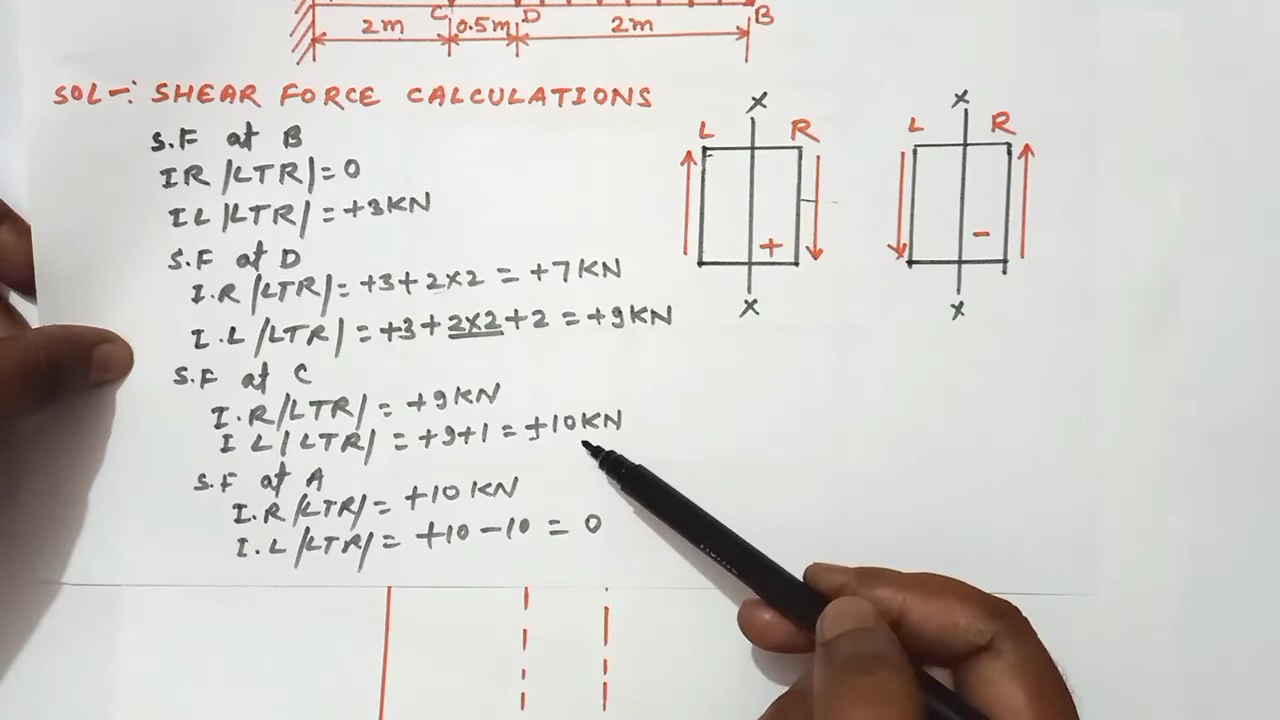 2m C 0.5m D 2m B
SOL-: SHEAR FORCE CALCULATIONS
S.F at B
IR/LTR/=0
IL/LTR/=+3KN
S.F at D
I.R/LTR/=+3+2x2=+7KN
I.L/LTR/=+3+2x2+2=+9KN
S.F at C
I.R/LTR/=+9KN
IL/LTR/=+9+1=+10KN
S.F at A
I.R/LTR/=+10KN
I.L/LTR/=+10-10=0
X
L R
+
X
X
L R
-
X